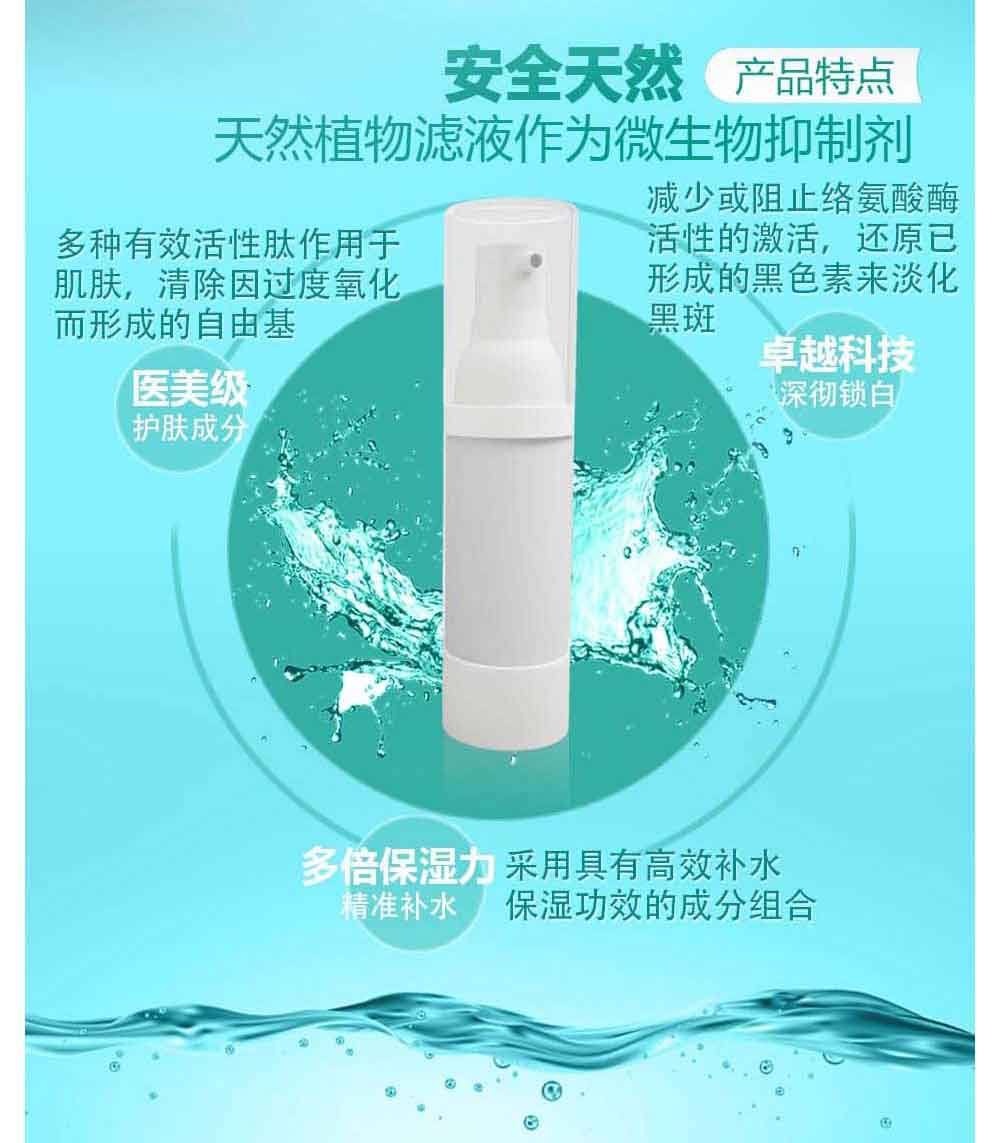 安全天然
产品特点
天然植物滤液作为微生物抑制剂
减少或阻止络氨酸酶
活性的激活，还原已
形成的黑色素来淡化
黑斑
多种有效活性肽作用于
肌肤，清除因过度氧化
而形成的自由基
卓越科技
深彻锁白
医美级
护肤成分
多倍保湿力
精准补水
采用具有高效补水
保湿功效的成分组合